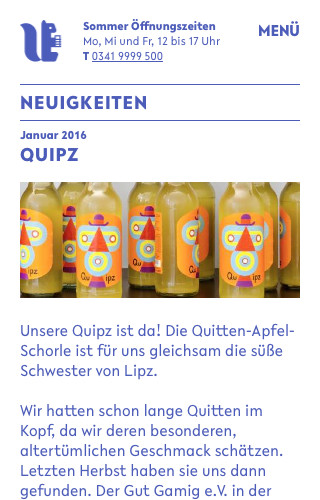 Sommer Öffnungszeiten
Mo, Mi und Fr, 12 bis 17 Uhr
T 0341 9999 500
MENÜ
NEUIGKEITEN
Januar 2016
QUIPZ
Qu ipz
Unsere Quipz ist da! Die Quitten-Apfel-
Schorle ist für uns gleichsam die süße
Schwester von Lipz.
Wir hatten schon lange Quitten im
Kopf, da wir deren besonderen,
altertümlichen Geschmack schätzen.
Letzten Herbst haben sie uns dann
gefunden. Der Gut Gamig e.V. in der